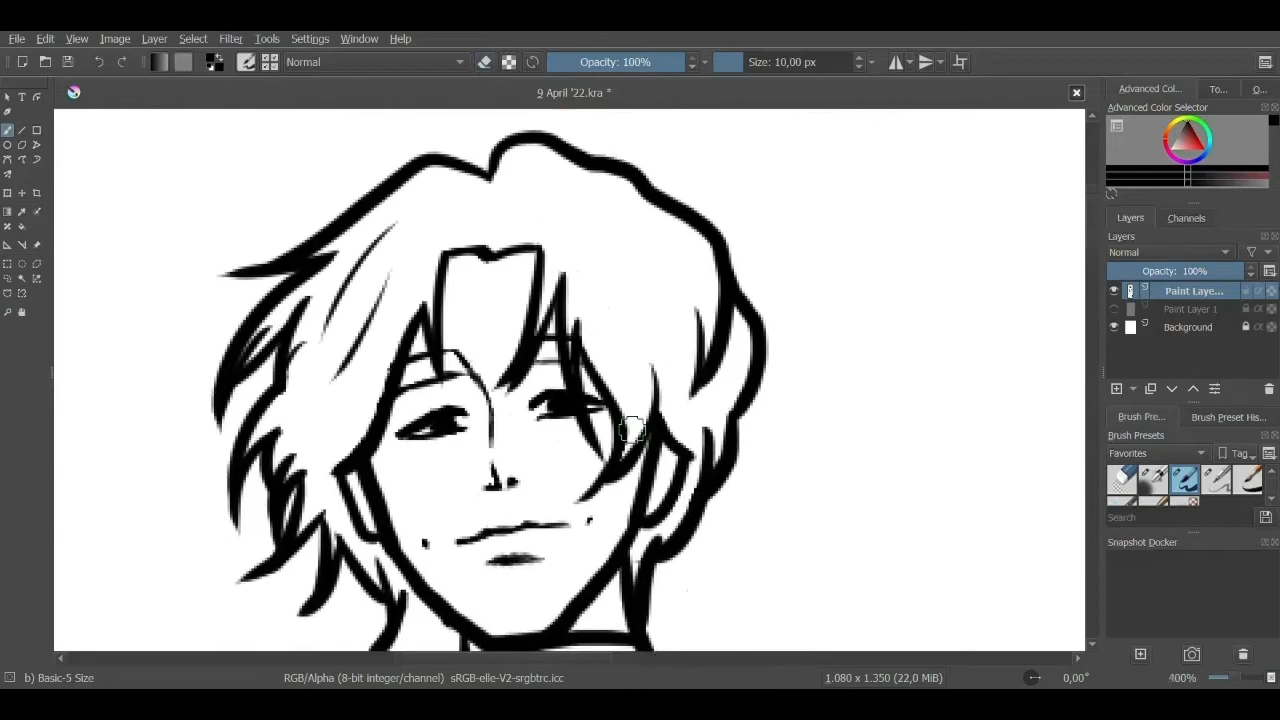 File Edit View Image Layer Select Filter Tools Settings Window Help
Normal Opacity: 100% Size: 10,00 px
9 April '22.kra *
Advanced Col... To... Q...
Advanced Color Selector
Layers Channels
Layers
Normal
Opacity: 100%
Paint Laye...
Paint Layer 1
Background
Brush Pre... Brush Preset His...
Brush Presets
Favorites Tag
Search
Snapshot Docker
b) Basic-5 Size RGB/Alpha (8-bit integer/channel) sRGB-elle-V2-srgbtrc.icc 1.080 x 1.350 (22,0 MiB) 0,00° 400%